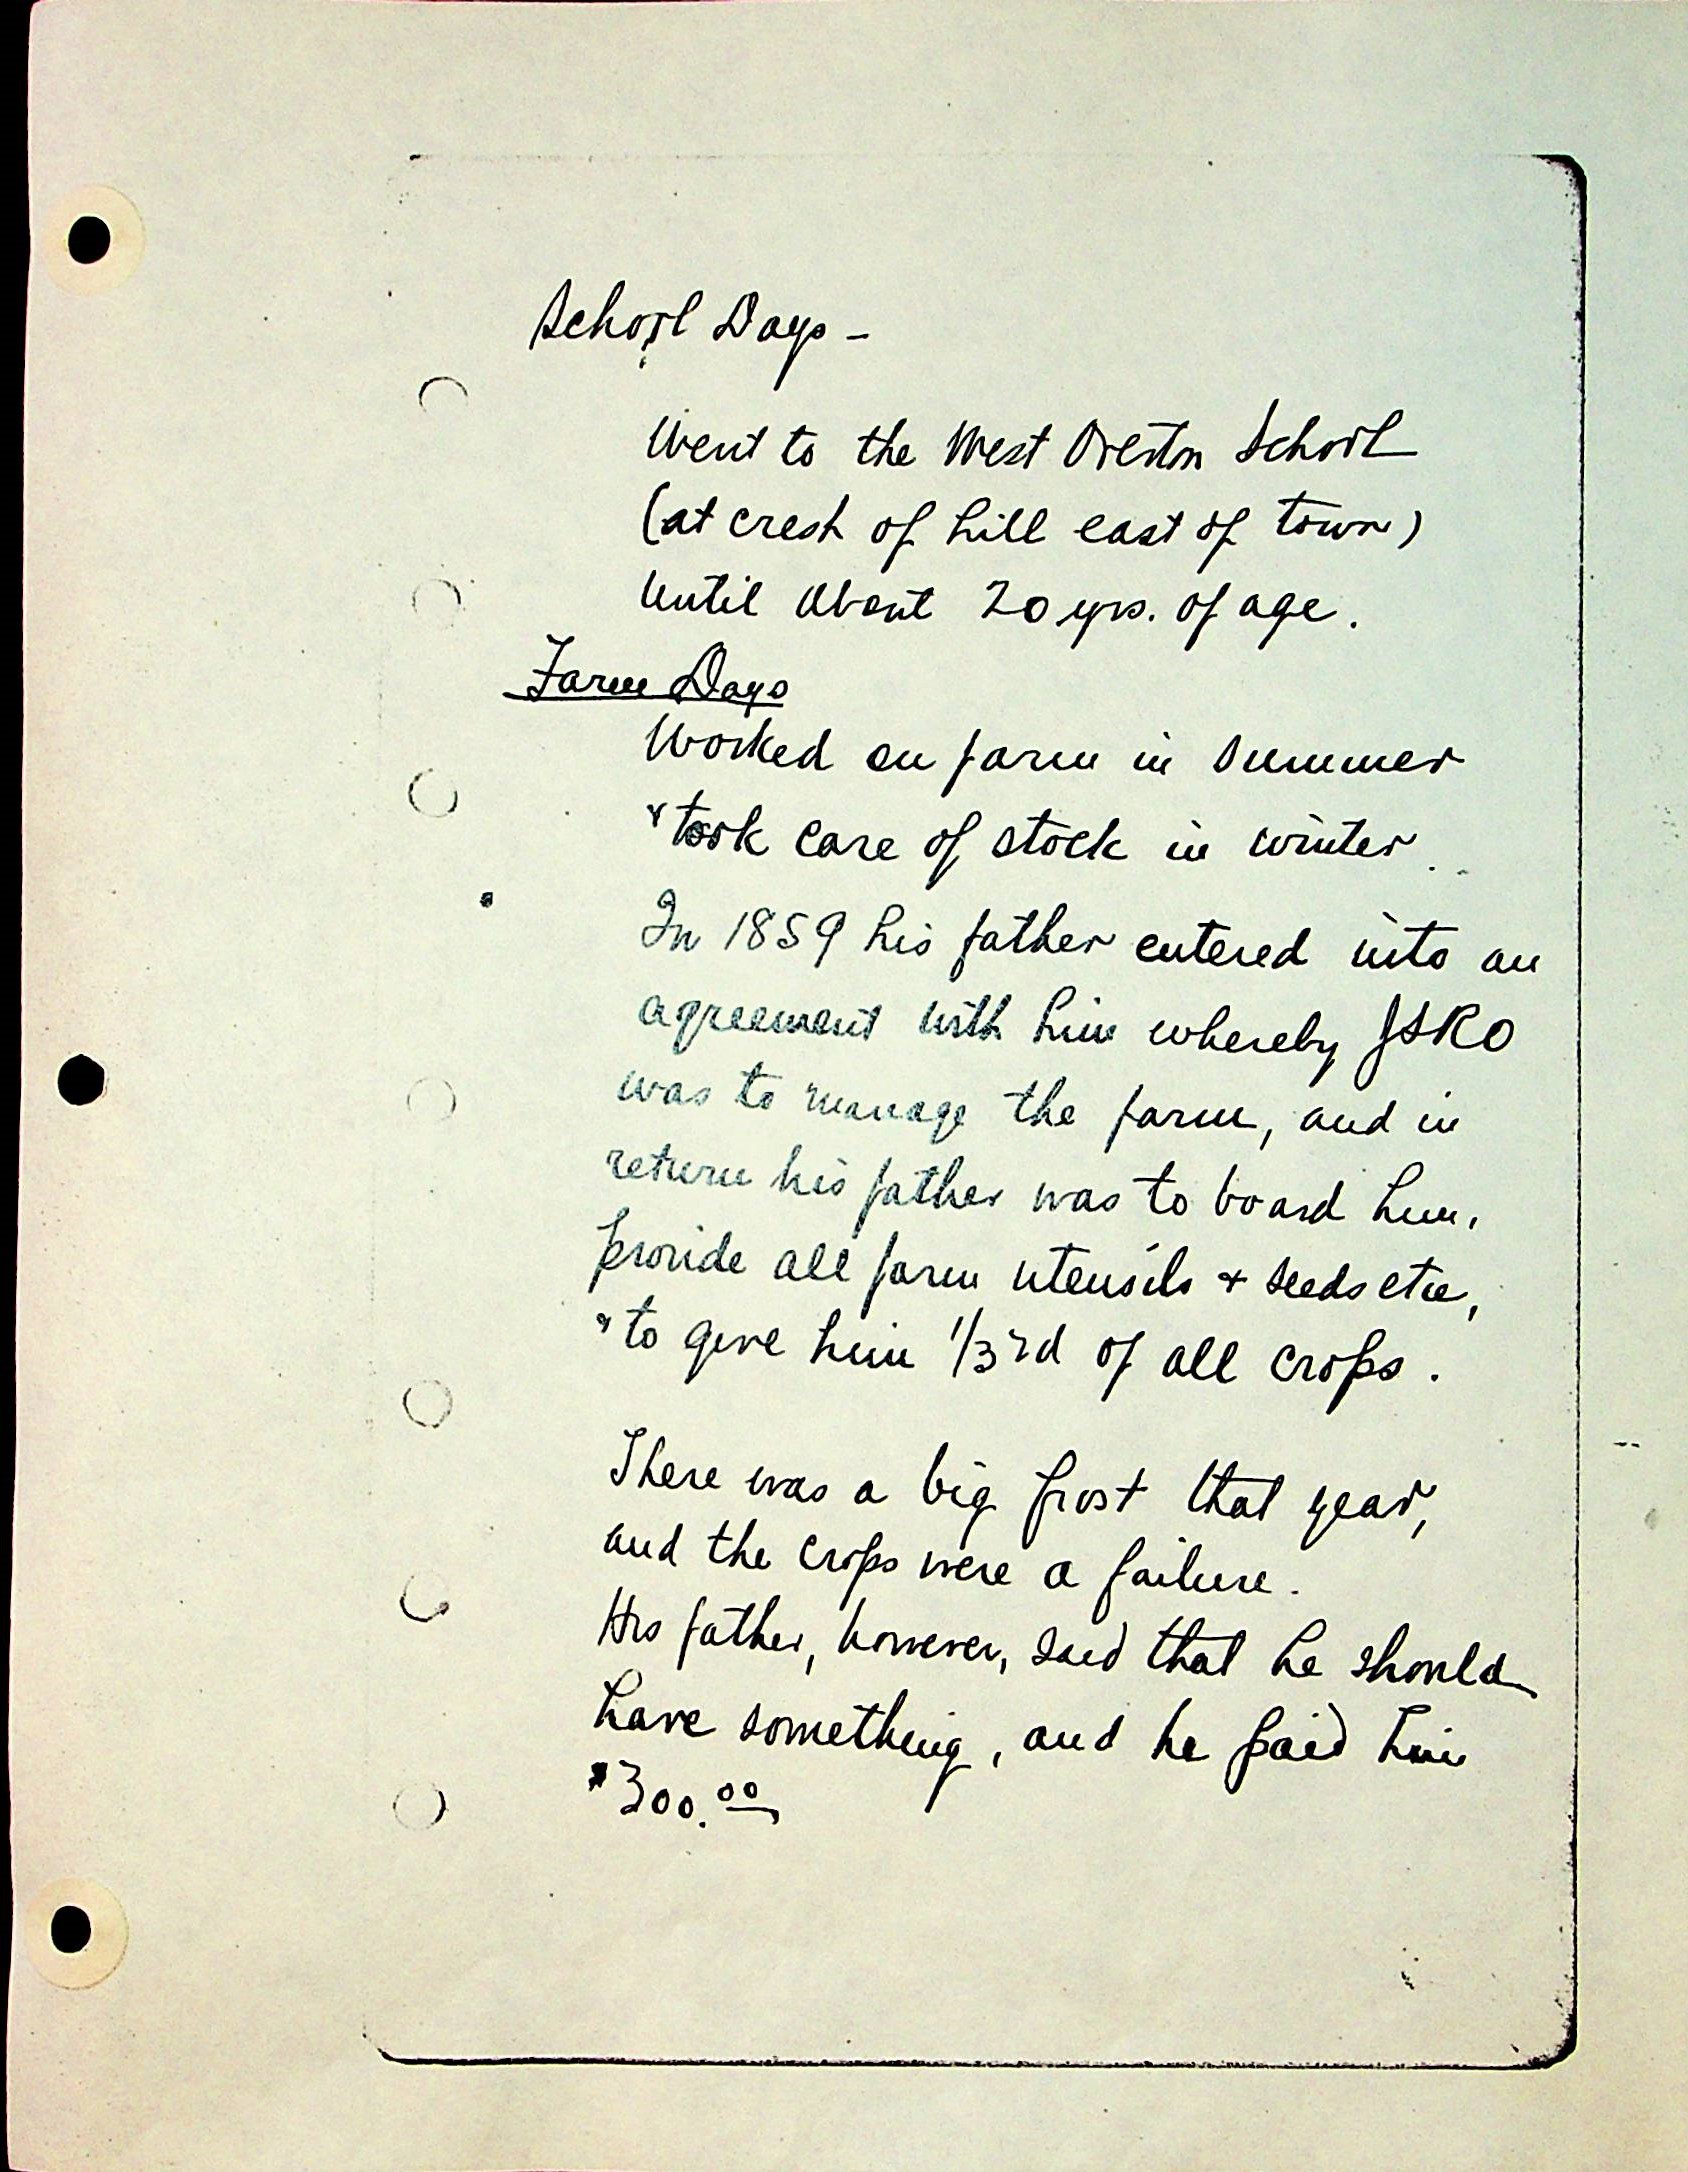 School Days -
Went to the West Oreston School
(at crest of hill east of town)
until about 20 yrs. of age.
Farm Days
Worked on farm in summer
& took care of stock in winter
In 1859 his father entered into an
agreement with him whereby JSRO
was to manage the farm, and in
return his father was to board him,
provide all farm utensils + seeds etc,
& to give him 1/3rd of all crops.
There was a big frost that year,
and the crops were a failure.
His father, however, said that he should
have something, and he paid him
$300.00